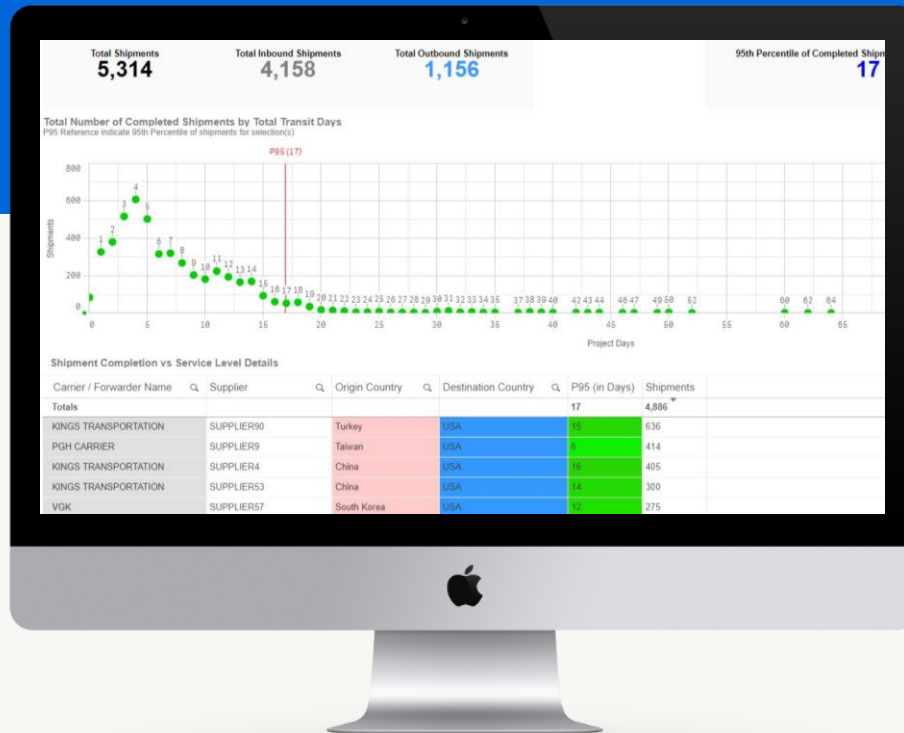 Total Shipments
5,314
Total Inbound Shipments
4,158
Total Outbound Shipments
1,156
95th Percentile of Completed Shipm
17
Total Number of Completed Shipments by Total Transit Days
P95 Reference indicate 95th Percentile of shipments for selection(s)
P95 (17)
Shipments
800
600
400
200
0
1 2 3 4 5 6 7 8 9 10 11 12 13 14 15 16 17 18 19 20 21 22 23 24 25 26 27 28 29 30 31 32 33 34 35 37 38 39 40 42 43 44 46 47 49 50 52 60 62 64
0 5 10 15 20 25 30 35 40 45 50 55 60 65
Project Days
Shipment Completion vs Service Level Details
Carrier / Forwarder Name Supplier Origin Country Destination Country P95 (in Days) Shipments
Totals 17 4,886
KINGS TRANSPORTATION SUPPLIER90 Turkey USA 15 636
PGH CARRIER SUPPLIER9 Taiwan USA 6 414
KINGS TRANSPORTATION SUPPLIER4 China USA 16 405
KINGS TRANSPORTATION SUPPLIER53 China USA 14 300
VGK SUPPLIER57 South Korea USA 12 275